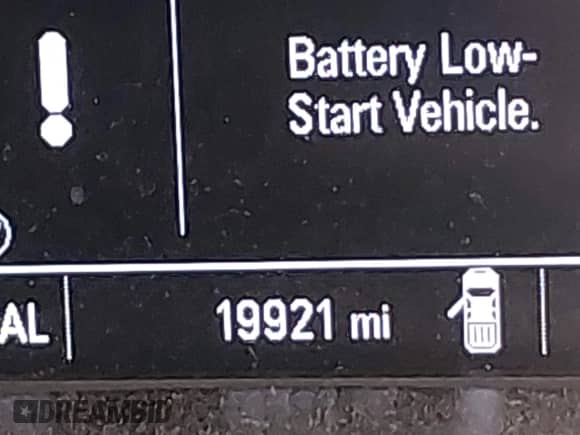 Battery Low-
Start Vehicle.
AL
19921 mi
DREAMBID